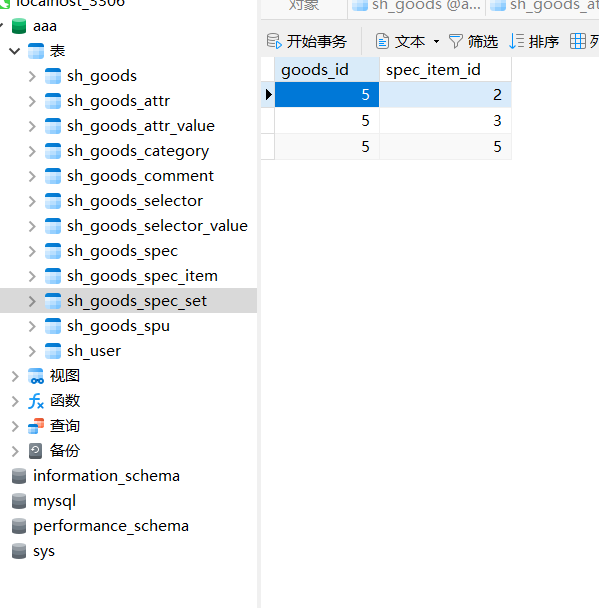 localhost_3306
aaa
表
sh_goods
sh_goods_attr
sh_goods_attr_value
sh_goods_category
sh_goods_comment
sh_goods_selector
sh_goods_selector_value
sh_goods_spec
sh_goods_spec_item
sh_goods_spec_set
sh_goods_spu
sh_user
视图
函数
查询
备份
information_schema
mysql
performance_schema
sys
对象 sh_goods @a... sh_goods_at
开始事务 文本 筛选 排序 列
goods_id spec_item_id
5 2
5 3
5 5